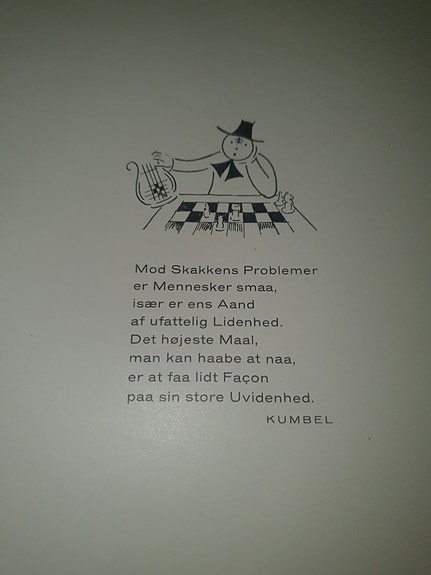 Mod Skakkens Problemer
er Mennesker smaa,
især er ens Aand
af ufattelig Lidenhed.
Det højeste Maal,
man kan haabe at naa,
er at faa lidt Façon
paa sin store Uvidenhed.
KUMBEL